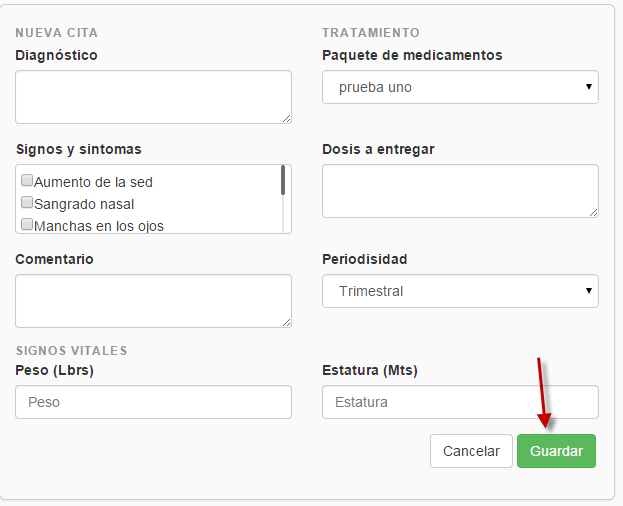 NUEVA CITA
Diagnóstico
Signos y sintomas
Aumento de la sed
Sangrado nasal
Manchas en los ojos
Comentario
TRATAMIENTO
Paquete de medicamentos
prueba uno
Dosis a entregar
Periodisidad
Trimestral
SIGNOS VITALES
Peso (Lbrs)
Peso
Estatura (Mts)
Estatura
Cancelar
Guardar